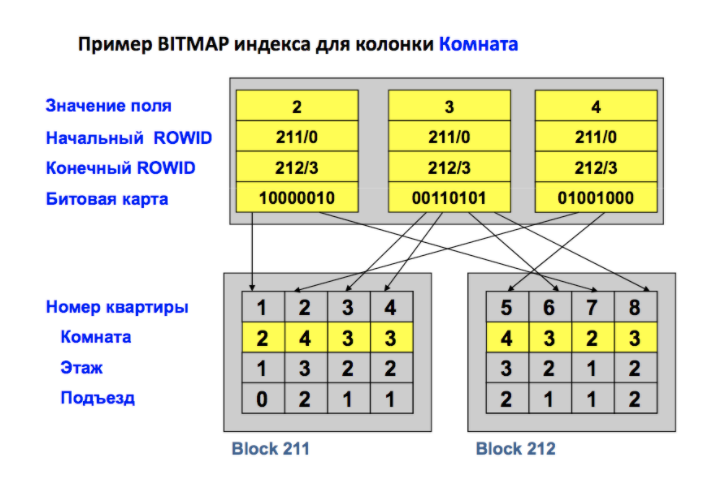 Пример BITMAP индекса для колонки Комната
Значение поля 2 3 4
Начальный ROWID 211/0 211/0 211/0
Конечный ROWID 212/3 212/3 212/3
Битовая карта 10000010 00110101 01001000
Номер квартиры 1 2 3 4 5 6 7 8
Комната 2 4 3 3 4 3 2 3
Этаж 1 3 2 2 3 2 1 2
Подъезд 0 2 1 1 2 1 1 2
Block 211 Block 212